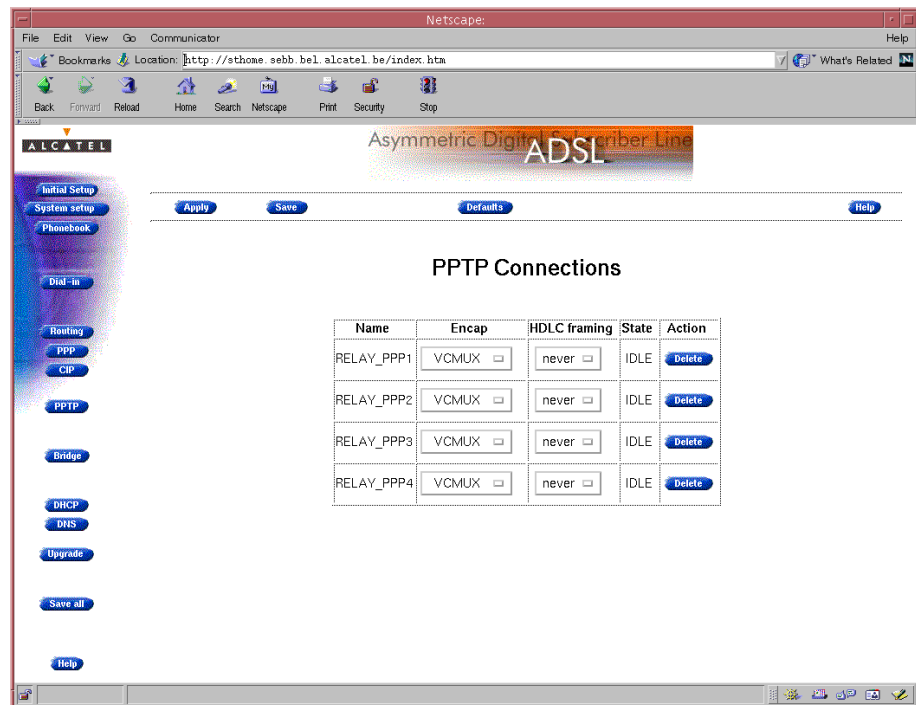 Netscape:
File Edit View Go Communicator Help
Bookmarks Location: http://sthome.sebb.bel.alcatel.be/index.htm What's Related N
Back Forward Reload Home Search Netscape Print Security Stop
My
ALCATEL
Asymmetric Digital Subscriber Line
ADSL
Initial Setup
System setup
Phonebook
Apply Save Defaults Help
PPTP Connections
Dial-in
Routing
PPP
CIP
PPTP
Bridge
DHCP
DNS
Upgrade
Save all
Help
Name Encap HDLC framing State Action
RELAY_PPP1 VCMUX never IDLE Delete
RELAY_PPP2 VCMUX never IDLE Delete
RELAY_PPP3 VCMUX never IDLE Delete
RELAY_PPP4 VCMUX never IDLE Delete